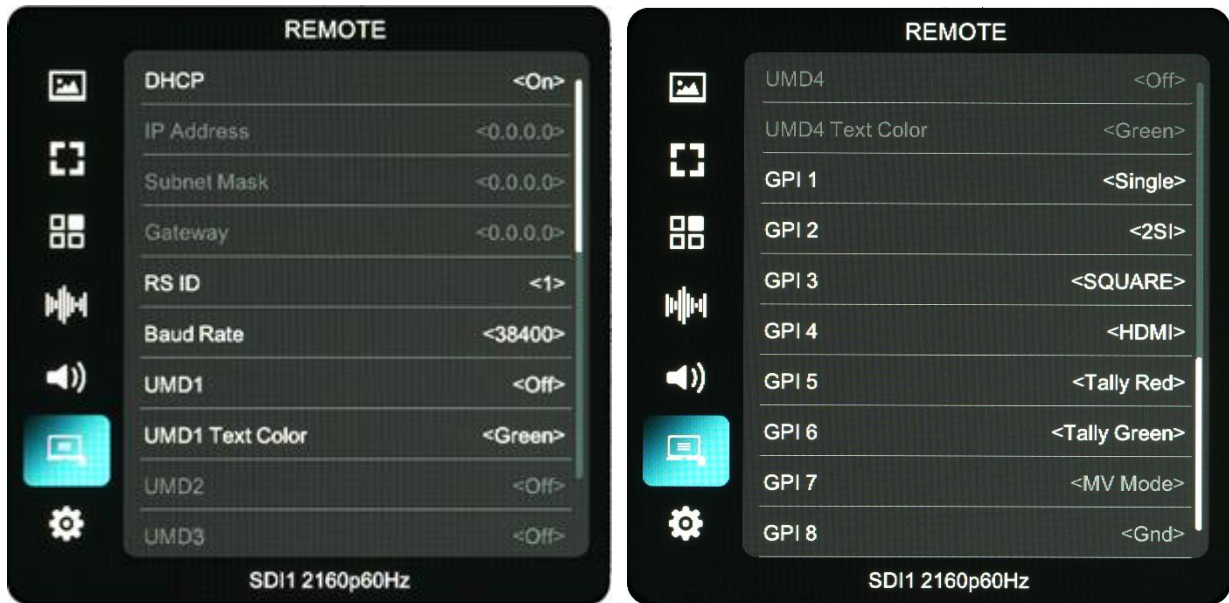 REMOTE
DHCP <On>
IP Address <0.0.0.0>
Subnet Mask <0.0.0.0>
Gateway <0.0.0.0>
RS ID <1>
Baud Rate <38400>
UMD1 <Off>
UMD1 Text Color <Green>
UMD2 <Off>
UMD3 <Off>
SDI1 2160p60Hz
REMOTE
UMD4 <Off>
UMD4 Text Color <Green>
GPI 1 <Single>
GPI 2 <2SI>
GPI 3 <SQUARE>
GPI 4 <HDMI>
GPI 5 <Tally Red>
GPI 6 <Tally Green>
GPI 7 <MV Mode>
GPI 8 <Gnd>
SDI1 2160p60Hz